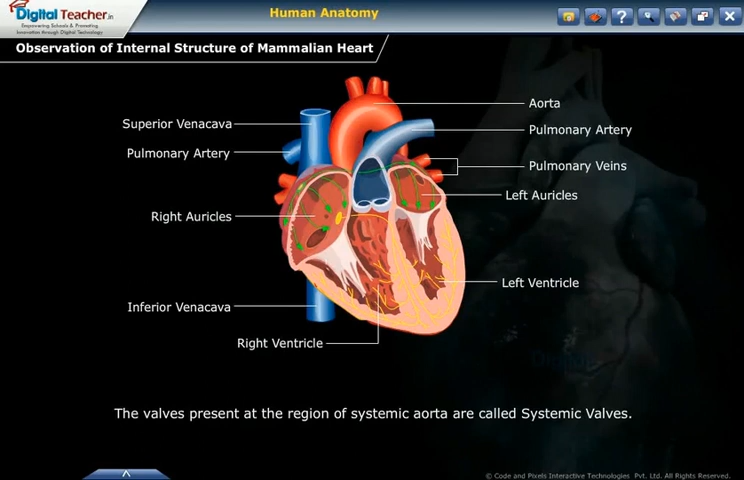 Digital Teacher.in
Empowering Schools & Promoting
Innovation through Digital Technology
Human Anatomy
?
Observation of Internal Structure of Mammalian Heart
Superior Venacava
Aorta
Pulmonary Artery
Pulmonary Artery
Pulmonary Veins
Left Auricles
Right Auricles
Left Ventricle
Inferior Venacava
Right Ventricle
The valves present at the region of systemic aorta are called Systemic Valves.
© Code and Pixels Interactive Technologies Pvt. Ltd. All Rights Reserved.